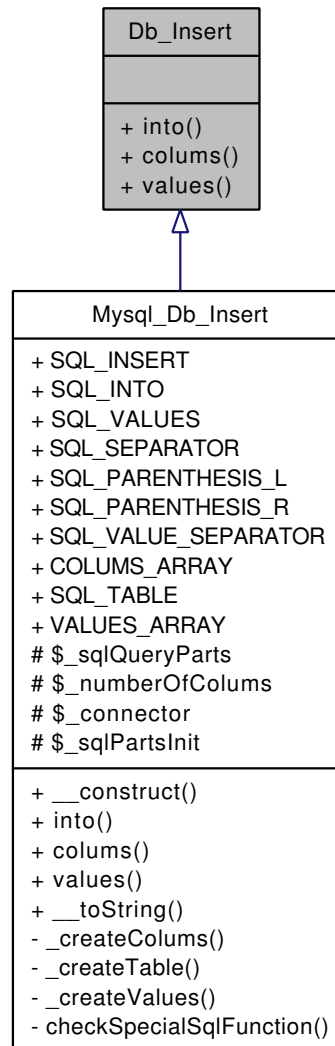 Db_Insert
+ into()
+ colums()
+ values()
Mysql_Db_Insert
+ SQL_INSERT
+ SQL_INTO
+ SQL_VALUES
+ SQL_SEPARATOR
+ SQL_PARENTHESIS_L
+ SQL_PARENTHESIS_R
+ SQL_VALUE_SEPARATOR
+ COLUMS_ARRAY
+ SQL_TABLE
+ VALUES_ARRAY
# $_sqlQueryParts
# $_numberOfColums
# $_connector
# $_sqlPartsInit
+ __construct()
+ into()
+ colums()
+ values()
+ __toString()
- _createColums()
- _createTable()
- _createValues()
- checkSpecialSqlFunction()